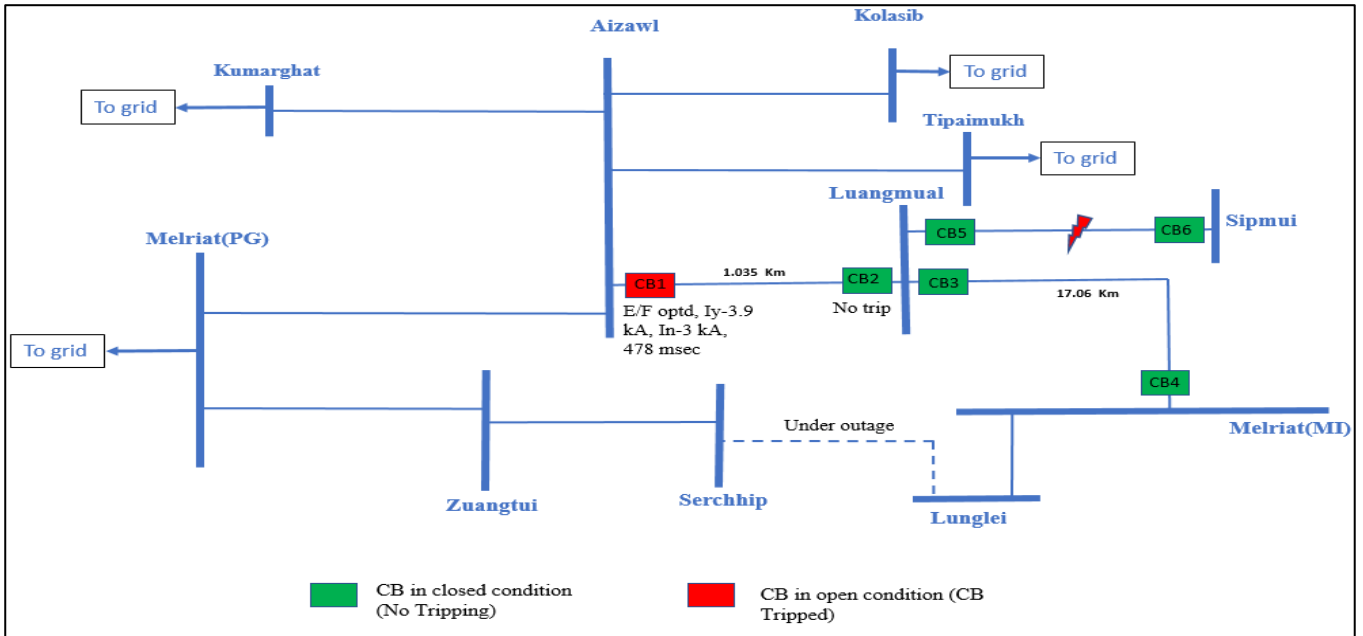 Kolasib
Aizawl
Kumarghat
To grid
To grid
Tipaimukh
To grid
Luangmual
CB5
CB6
Sipmui
Melriat(PG)
CB1
1.035 Km
CB2
CB3
17.06 Km
E/F optd, Iy-3.9
kA, In-3 kA,
478 msec
No trip
To grid
CB4
Melriat(MI)
Under outage
Zuangtui
Serchhip
Lunglei
CB in closed condition
(No Tripping)
CB in open condition (CB
Tripped)